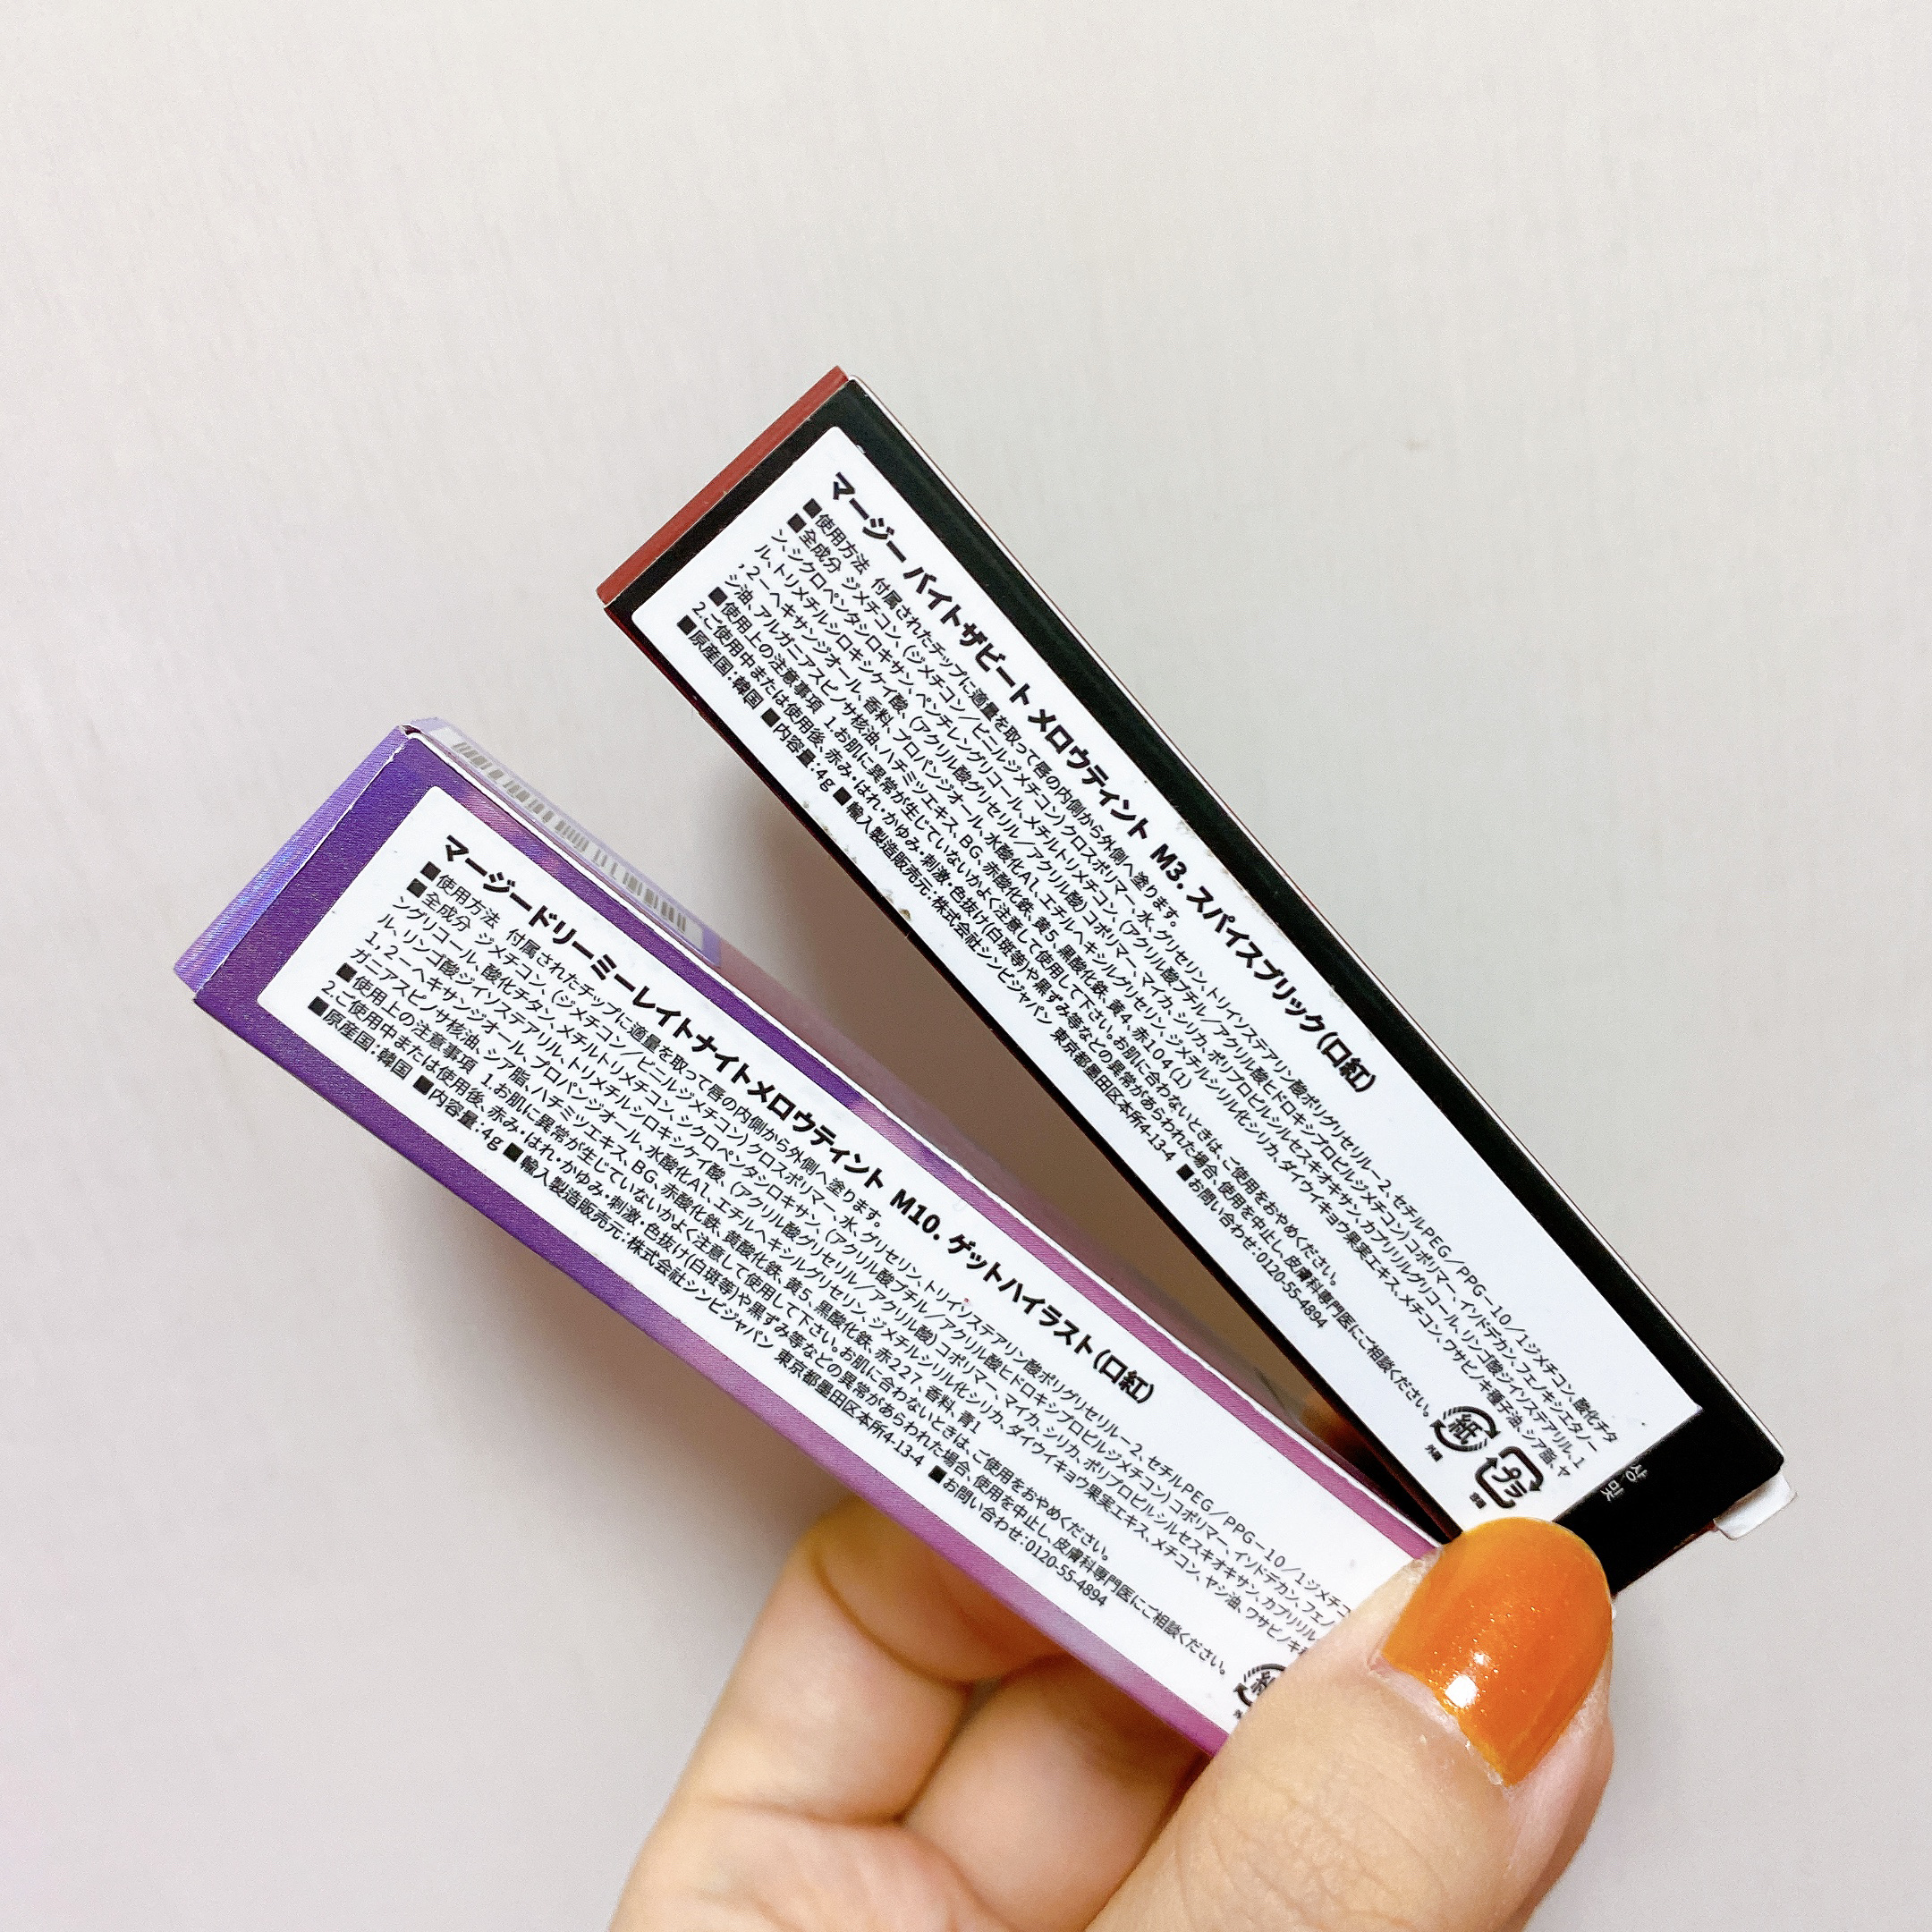 マージー バイトザビート メロウティント M3. スパイスブリック(口紅)
■使用方法 付属されたチップに適量を取って唇の内側から外側へ塗ります。
■全成分 ジメチコン、(ジメチコン/ビニルジメチコン)クロスポリマー、水、グリセリン、トリイソステアリン酸ポリグリセリル-2、セチルPEG/PPG-10/1ジメチコン、酸化チタ
ン、シクロペンタシロキサン、ペンチレングリコール、メチルトリメチコン、(アクリル酸ブチル/アクリル酸ヒドロキシプロピルジメチコン)コポリマー、イソドデカン、フェノキシエタノー
ル、トリメチルシロキシケイ酸、(アクリル酸グリセリル/アクリル酸)コポリマー、マイカ、シリカ、ポリプロピルシルセスキオキサン、カプリリルグリコール、リンゴ酸ジイソステアリル、1
,2-ヘキサンジオール、香料、プロパンジオール、水酸化Al、エチルヘキシルグリセリン、ジメチルシリル化シリカ、ダイウイキョウ果実エキス、メチコン、ワサビノキ種子油、シア脂、ヤ
シ油、アルガニアスピノサ核油、ハチミツエキス、BG、赤酸化鉄、黄5、黒酸化鉄、黄4、赤104(1)
■使用上の注意事項 1.お肌に異常が生じていないかよく注意して使用して下さい。お肌に合わないときは、ご使用をおやめください。
2.ご使用中または使用後、赤み・はれ・かゆみ・刺激・色抜け(白斑等)や黒ずみ等などの異常があらわれた場合、使用を中止し、皮膚科専門医にご相談ください。
■原産国:韓国 ■内容量:4g ■輸入製造販売元:株式会社シンビジャパン 東京都墨田区本所4-13-4 ■お問い合わせ:0120-55-4894
紙
外箱
プラ
容器
マージードリーミーレイトナイトメロウティント M10. ゲットハイラスト(口紅)
■使用方法 付属されたチップに適量を取って唇の内側から外側へ塗ります。
■全成分 ジメチコン、(ジメチコン/ビニルジメチコン)クロスポリマー、水、グリセリン、トリイソステアリン酸ポリグリセリル-2、セチルPEG/PPG-10/1ジメチコ
ングリコール、酸化チタン、メチルトリメチコン、シクロペンタシロキサン、(アクリル酸ブチル/アクリル酸ヒドロキシプロピルジメチコン)コポリマー、イソドデカン、フェノ
ル、リンゴ酸ジイソステアリル、トリメチルシロキシケイ酸、(アクリル酸グリセリル/アクリル酸)コポリマー、マイカ、シリカ、ポリプロピルシルセスキオキサン、カプリリル
1,2-ヘキサンジオール、プロパンジオール、水酸化Al、エチルヘキシルグリセリン、ジメチルシリル化シリカ、ダイウイキョウ果実エキス、メチコン、ヤシ油、ワサビノキ
ガニアスピノサ核油、シア脂、ハチミツエキス、BG、赤酸化鉄、黄酸化鉄、黄5、黒酸化鉄、赤227、香料、青1
■使用上の注意事項 1.お肌に異常が生じていないかよく注意して使用して下さい。お肌に合わないときは、ご使用をおやめください。
2.ご使用中または使用後、赤み・はれ・かゆみ・刺激・色抜け(白斑等)や黒ずみ等などの異常があらわれた場合、使用を中止し、皮膚科専門医にご相談ください。
■原産国:韓国 ■内容量:4g ■輸入製造販売元:株式会社シンビジャパン 東京都墨田区本所4-13-4 ■お問い合わせ:0120-55-4894
紙